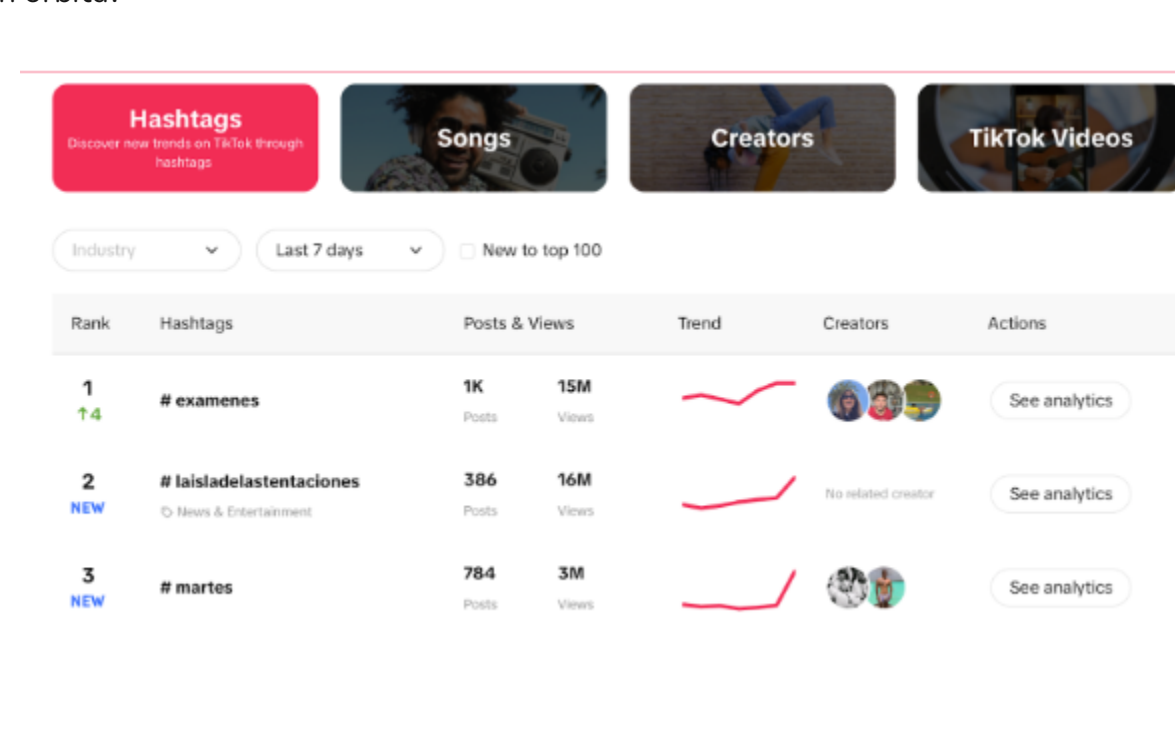 n órbita.
Hashtags
Discover new trends on TikTok through
hashtags
Songs
Creators
TikTok Videos
Industry
Last 7 days
New to top 100
Rank Hashtags Posts & Views Trend Creators Actions
1 # examenes 1K 15M See analytics
↑4 Posts Views
2 # laisladelastentaciones 386 16M No related creator See analytics
NEW News & Entertainment Posts Views
3 # martes 784 3M See analytics
NEW Posts Views